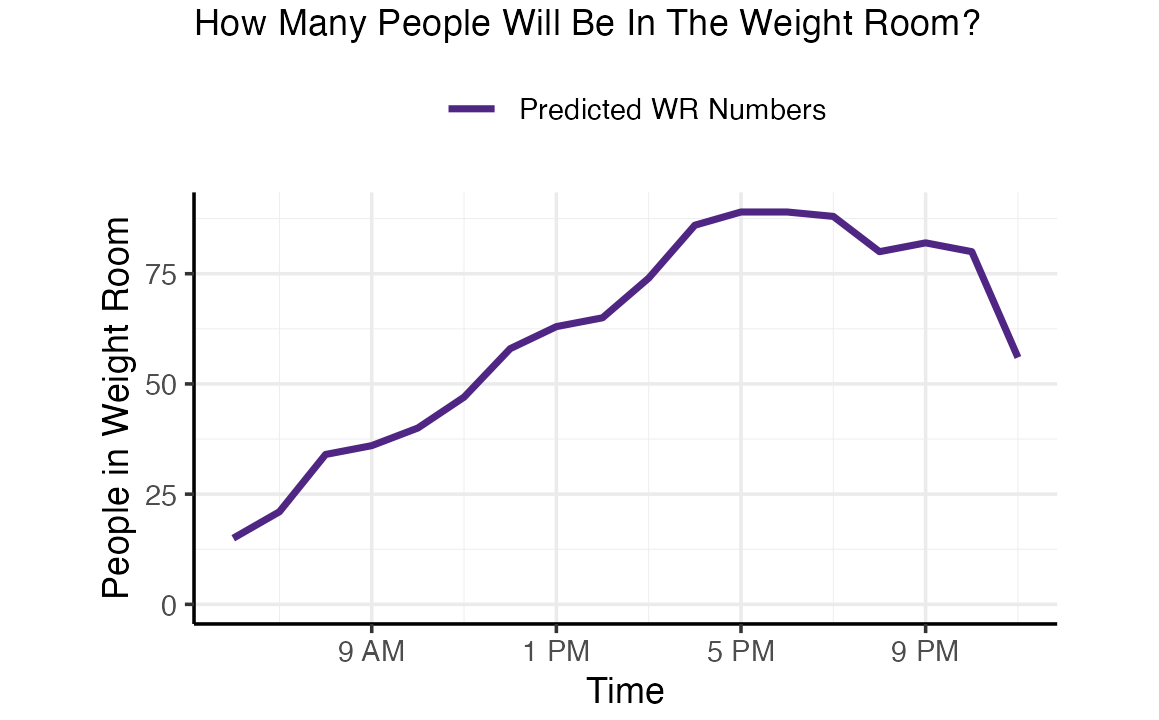 How Many People Will Be In The Weight Room?
Predicted WR Numbers
People in Weight Room
75
50
25
0
9 AM 1 PM 5 PM 9 PM
Time